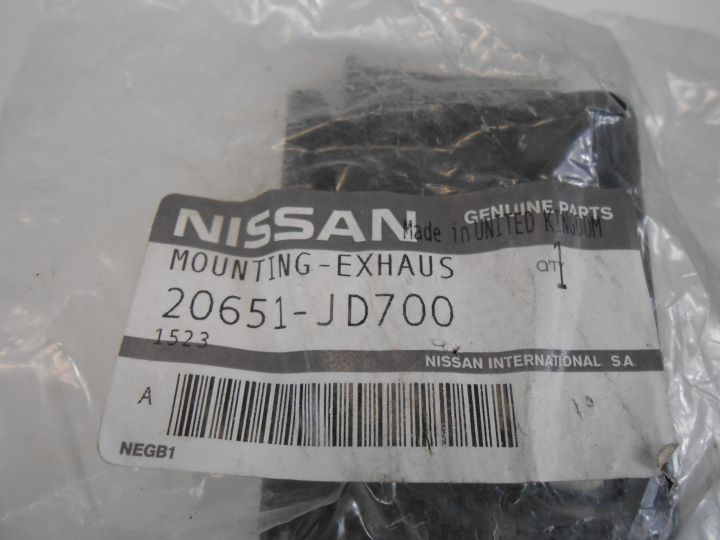 NISSAN GENUINE PARTS
Made in UNITED KINGDOM
MOUNTING-EXHAUS QTY 1
20651-JD700
1523
NISSAN INTERNATIONAL S.A.
A
NEGB1